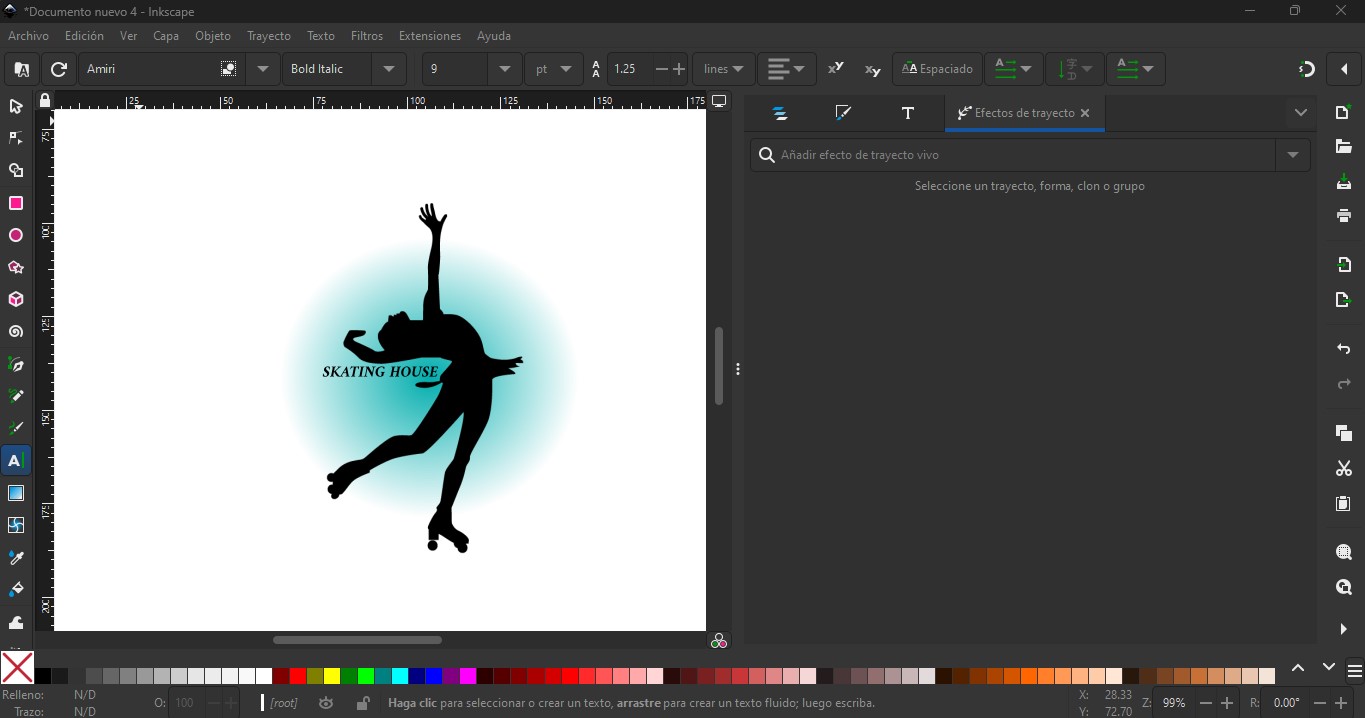 *Documento nuevo 4 - Inkscape
Archivo Edición Ver Capa Objeto Trayecto Texto Filtros Extensiones Ayuda
Amiri Bold Italic 9 pt 1.25 lines Espaciado
25 50 75 100 125 150 175
Efectos de trayecto
Añadir efecto de trayecto vivo
Seleccione un trayecto, forma, clon o grupo
75
100
125
150
175
200
SKATING HOUSE
Relleno: N/D
Trazo: N/D
O: 100
[root]
Haga clic para seleccionar o crear un texto, arrastre para crear un texto fluido; luego escriba.
X: 28.33
Y: 72.70
Z: 99%
R: 0.00°